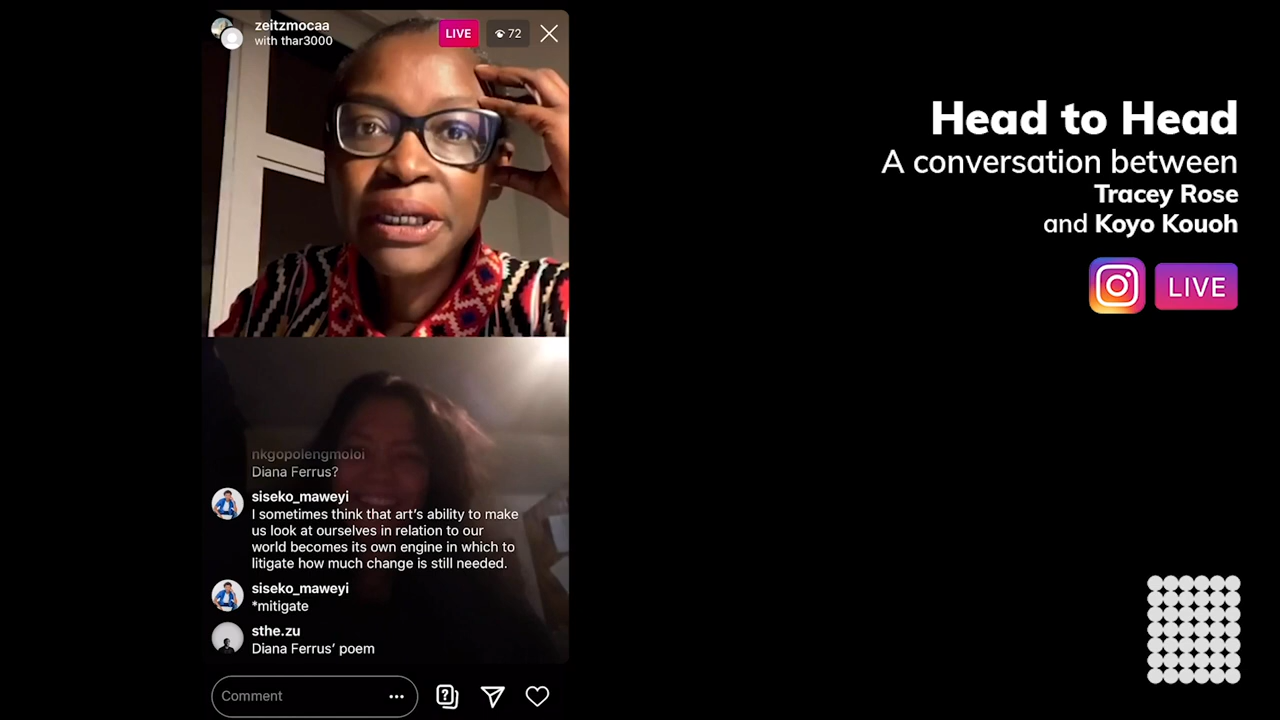 zeitzmocaa
with thar3000
LIVE
72
nkgopolengmoloi
Diana Ferrus?
siseko_maweyi
I sometimes think that art’s ability to make
us look at ourselves in relation to our
world becomes its own engine in which to
litigate how much change is still needed.
siseko_maweyi
*mitigate
sthe.zu
Diana Ferrus’ poem
Comment
Head to Head
A conversation between
Tracey Rose
and Koyo Kouoh
LIVE